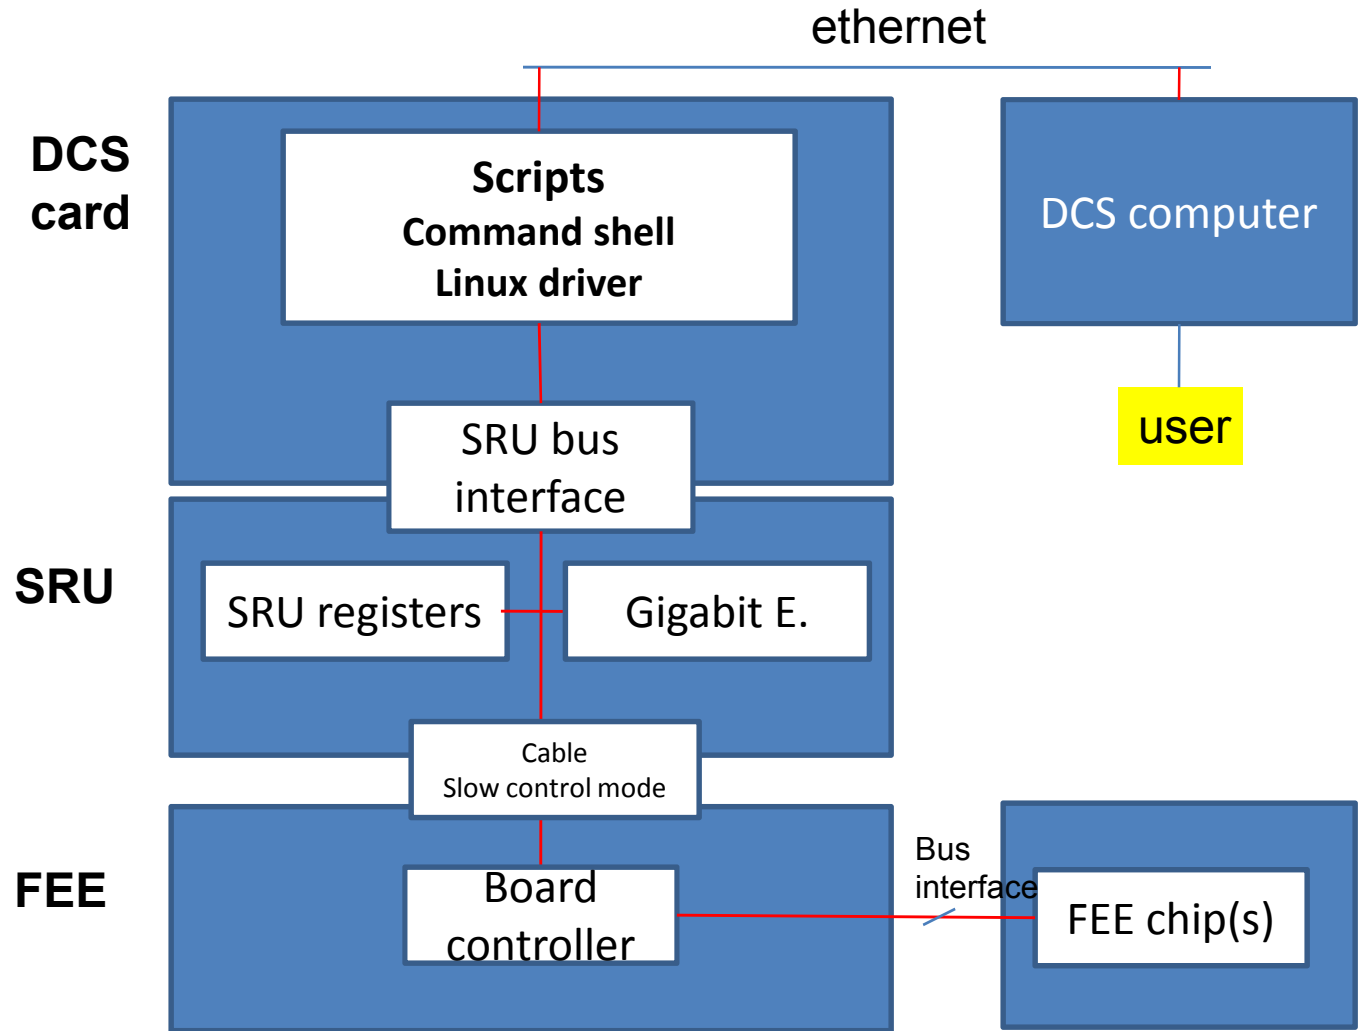 ethernet
DCS
card
Scripts
Command shell
Linux driver
DCS computer
user
SRU bus
interface
SRU
SRU registers
Gigabit E.
Cable
Slow control mode
FEE
Board
controller
Bus
interface
FEE chip(s)